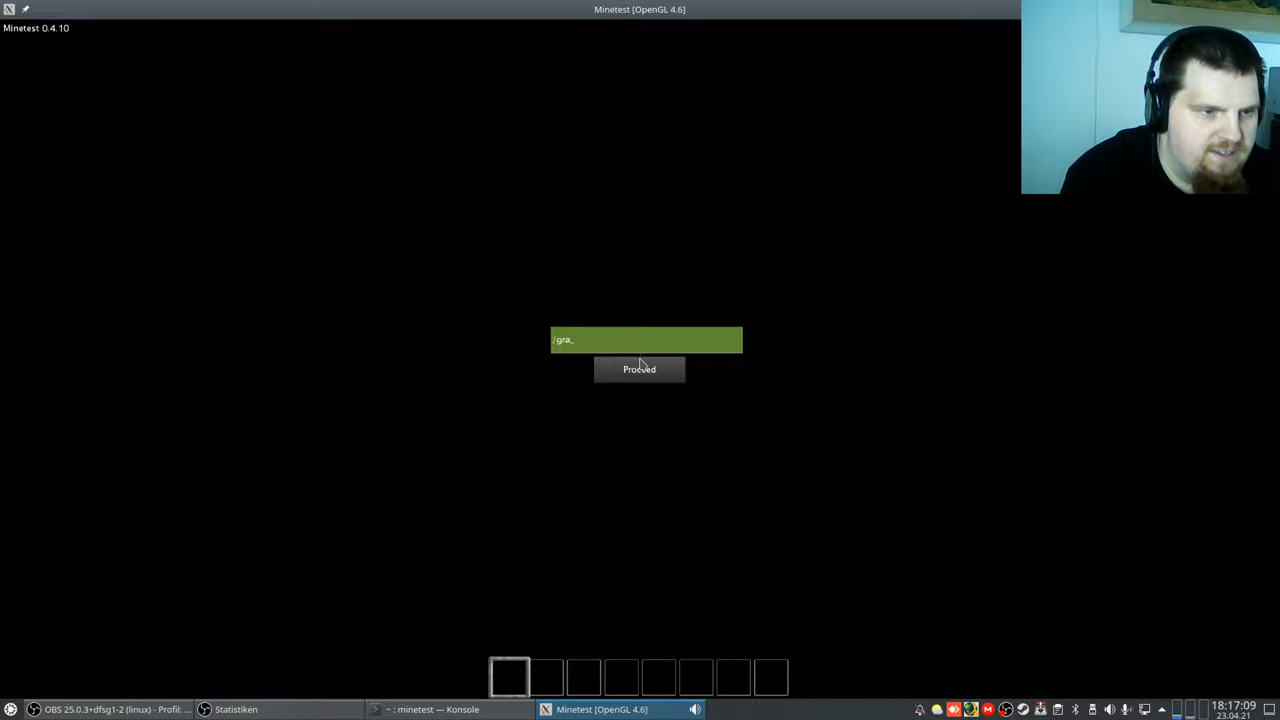 Minetest [OpenGL 4.6]
Minetest 0.4.10
/gra_
Proceed
OBS 25.0.3+dfsg1-2 (linux) - Profil: ...
Statistiken
~ : minetest — Konsole
Minetest [OpenGL 4.6]
18:17:09
23.04.21